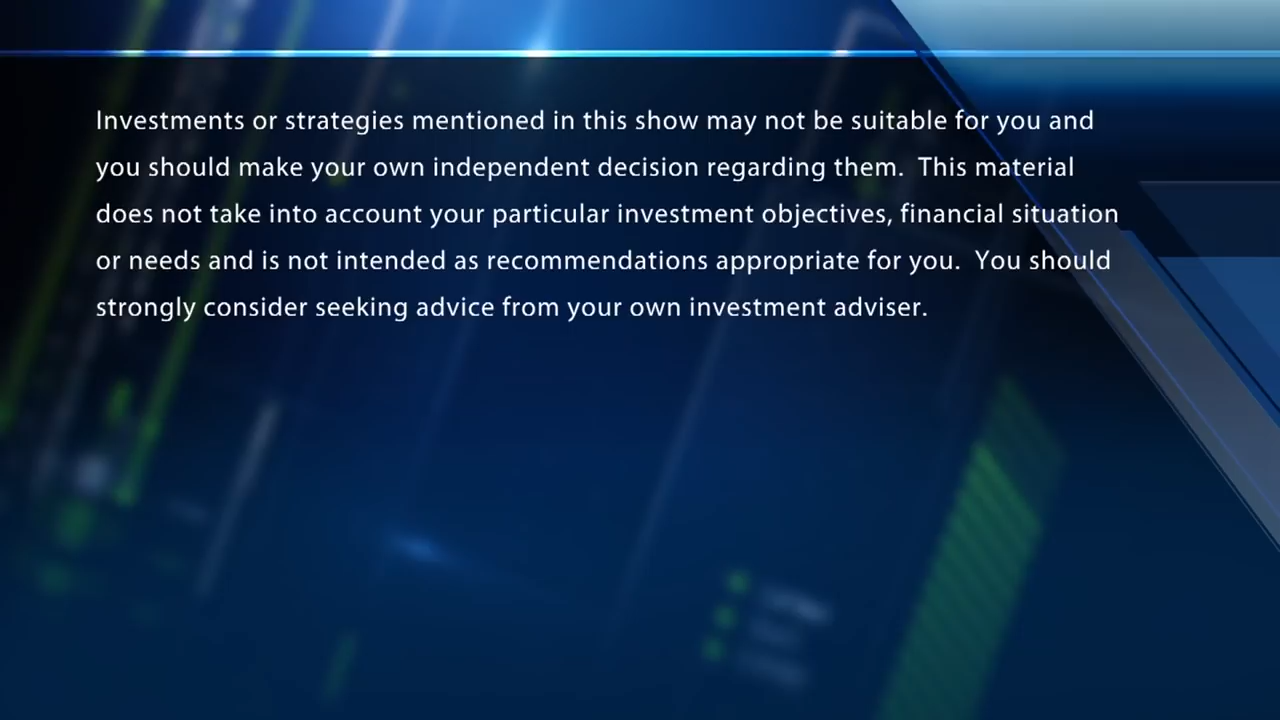 Investments or strategies mentioned in this show may not be suitable for you and
you should make your own independent decision regarding them.  This material
does not take into account your particular investment objectives, financial situation
or needs and is not intended as recommendations appropriate for you.  You should
strongly consider seeking advice from your own investment adviser.